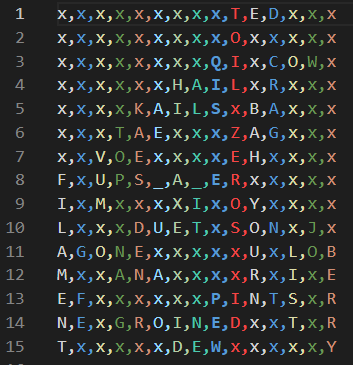 1 x,x,x,x,x,x,x,x,x,T,E,D,x,x,x
2 x,x,x,x,x,x,x,x,x,O,x,x,x,x,x
3 x,x,x,x,x,x,x,x,Q,I,x,C,O,W,x
4 x,x,x,x,x,x,H,A,I,L,x,R,x,x,x
5 x,x,x,x,K,A,I,L,S,x,B,A,x,x,x
6 x,x,x,T,A,E,x,x,x,Z,A,G,x,x,x
7 x,x,V,O,E,x,x,x,x,E,H,x,x,x,x
8 F,x,U,P,S,_,A,_,E,R,x,x,x,x,x
9 I,x,M,x,x,x,X,I,x,O,Y,x,x,x,x
10 L,x,x,x,D,U,E,T,x,S,O,N,x,J,x
11 A,G,O,N,E,x,x,x,x,x,U,x,L,O,B
12 M,x,x,A,N,A,x,x,x,x,R,x,I,x,E
13 E,F,x,x,x,x,x,x,P,I,N,T,S,x,R
14 N,E,x,G,R,O,I,N,E,D,x,x,T,x,R
15 T,x,x,x,x,x,D,E,W,x,x,x,x,x,Y